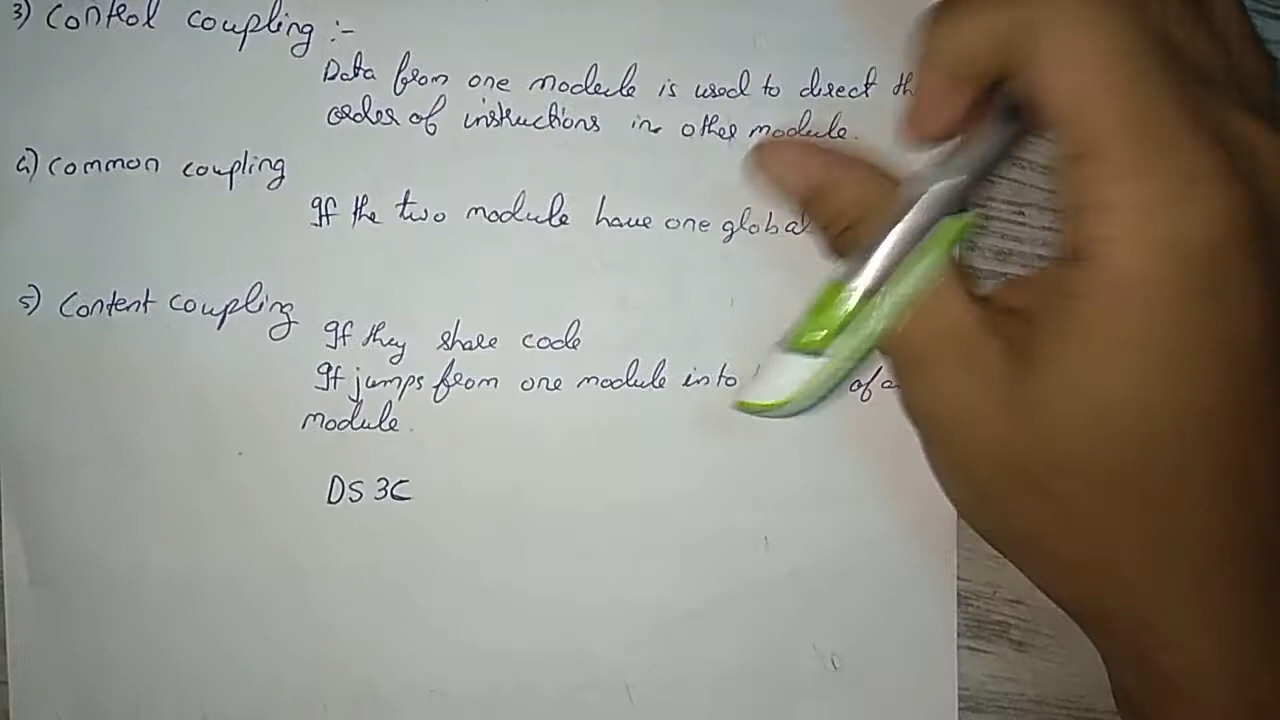 3) Control coupling :-
Data from one module is used to direct
order of instructions in other module.
4) common coupling
If the two module have one global
5) Content coupling
If they share code
If jumps from one module into of
module.
DS 3C